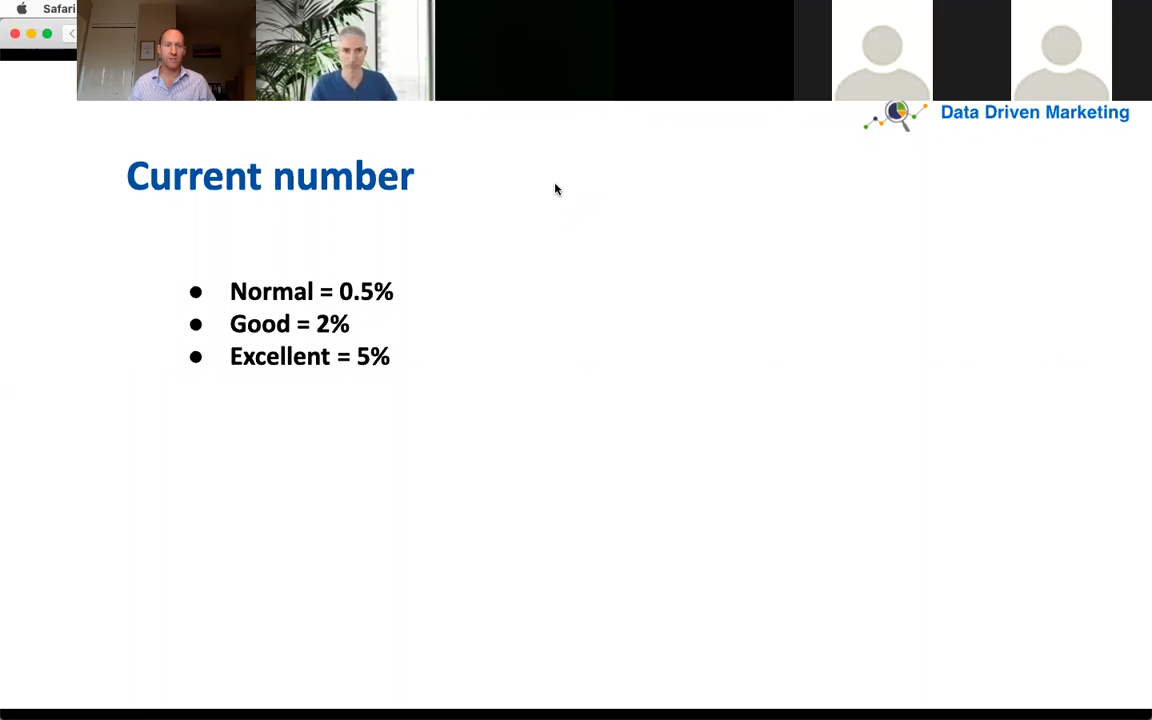 Safari
Data Driven Marketing
Current number
● Normal = 0.5%
● Good = 2%
● Excellent = 5%